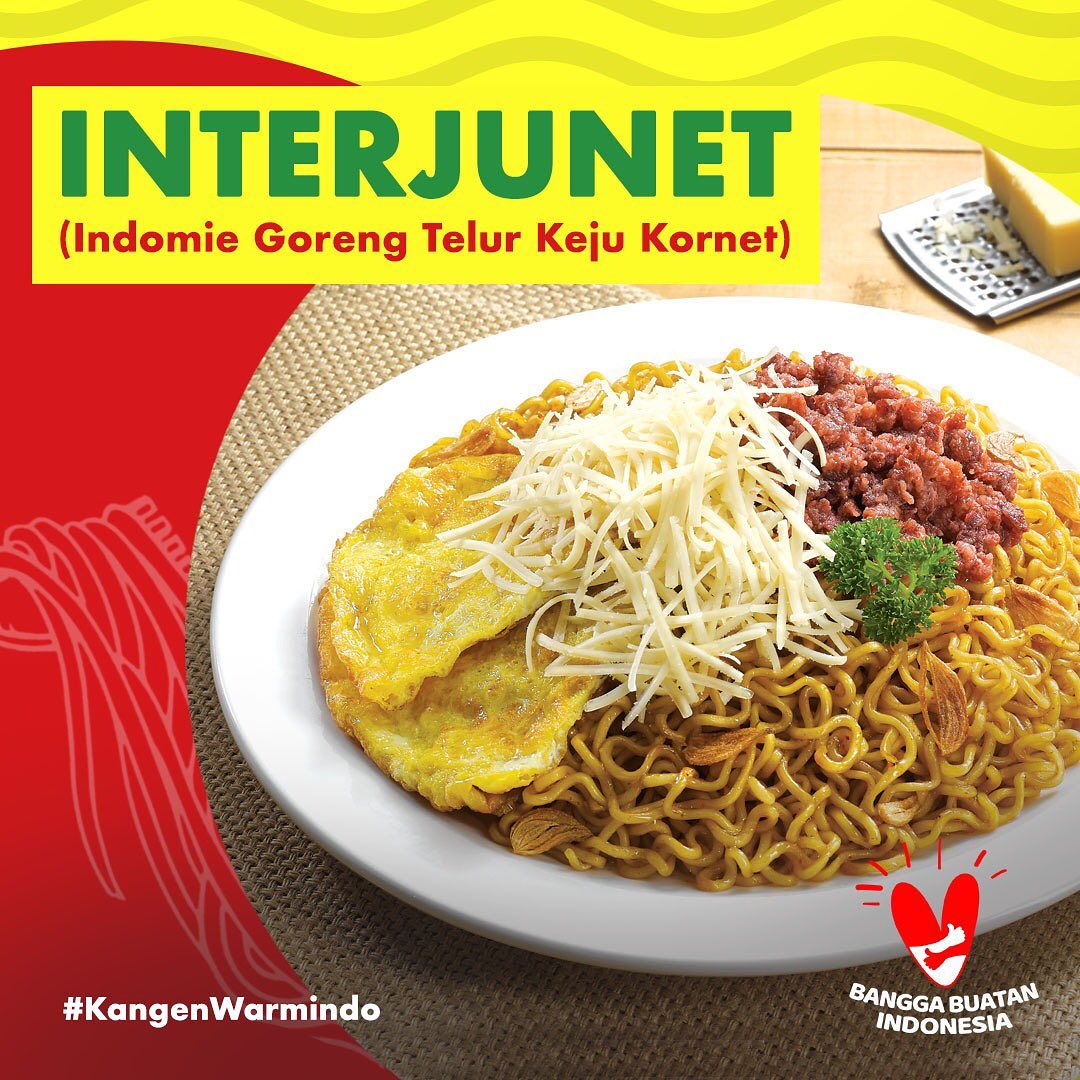 INTERJUNET
(Indomie Goreng Telur Keju Kornet)
#KangenWarmindo
BANGGA BUATAN
INDONESIA